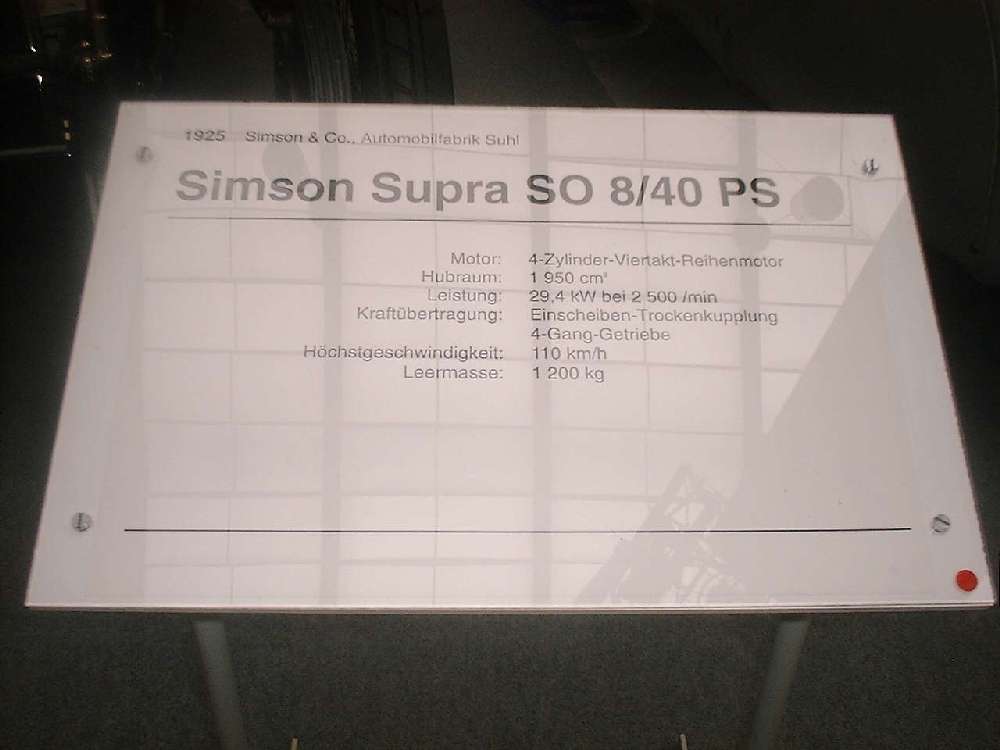 1925 Simson & Co., Automobilfabrik Suhl
Simson Supra SO 8/40 PS
Motor: 4-Zylinder-Viertakt-Reihenmotor
Hubraum: 1 950 cm³
Leistung: 29,4 kW bei 2 500 /min
Kraftübertragung: Einscheiben-Trockenkupplung
4-Gang-Getriebe
Höchstgeschwindigkeit: 110 km/h
Leermasse: 1 200 kg